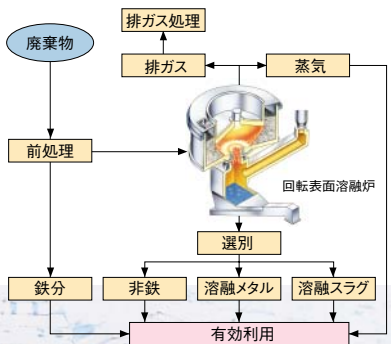 排ガス処理
廃棄物
排ガス
蒸気
前処理
回転表面溶融炉
選別
鉄分
非鉄
溶融メタル
溶融スラグ
有効利用